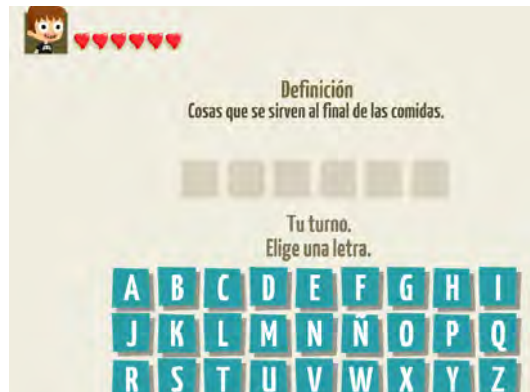 Definición
Cosas que se sirven al final de las comidas.
Tu turno.
Elige una letra.
A B C D E F G H I
J K L M N Ñ O P Q
R S T U V W X Y Z